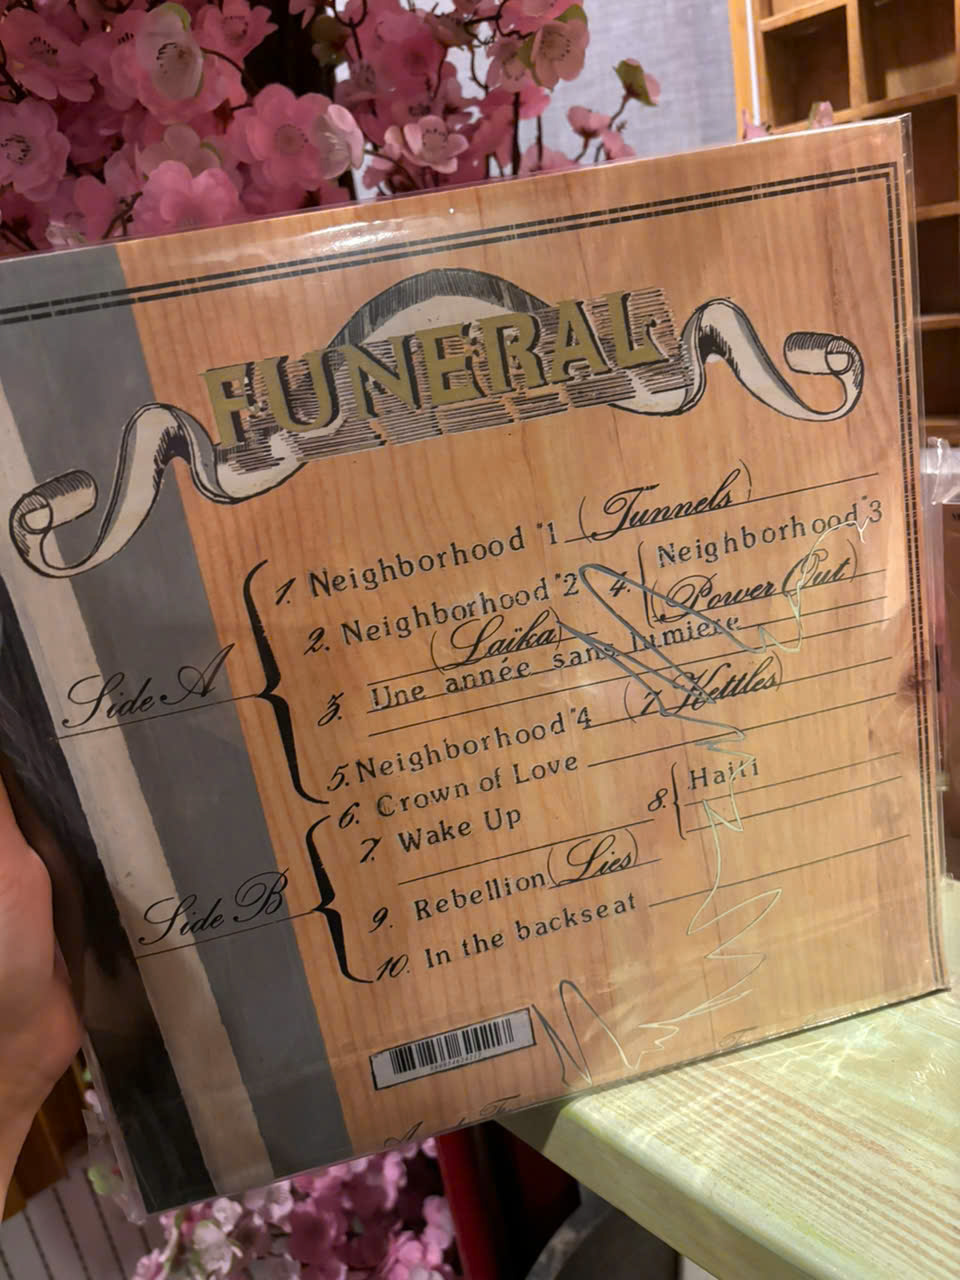 FUNERAL
Side A
1. Neighborhood #1 (Tunnels)
2. Neighborhood #2
(Laïka)
3. Une année sans lumiere
4. Neighborhood #3
(Power Out)
5. Neighborhood #4 (7 Kettles)
Side B
6. Crown of Love
7. Wake Up
8. Haiti
9. Rebellion (Lies)
10. In the backseat